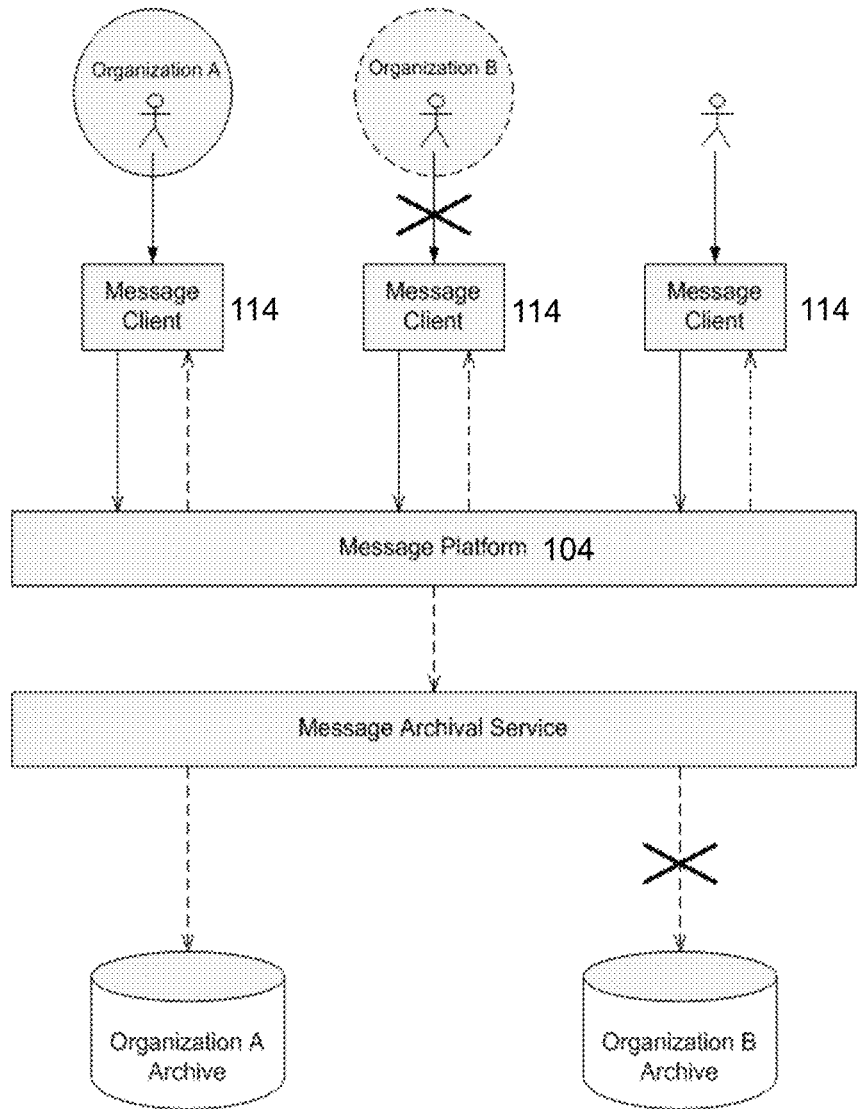 Organization A
Organization B
Message
Client
114
Message
Client
114
Message
Client
114
Message Platform 104
Message Archival Service
Organization A
Archive
Organization B
Archive